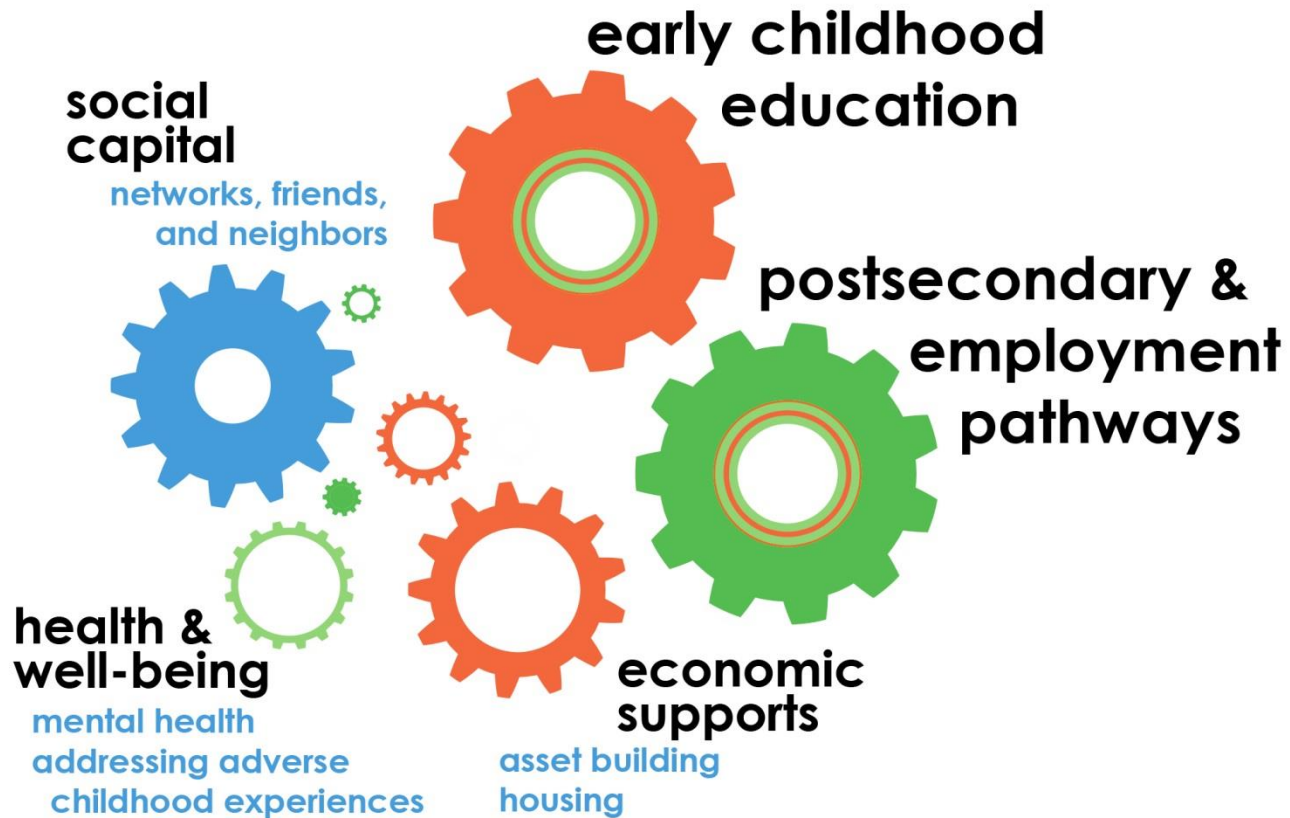 early childhood
education
social
capital
networks, friends,
and neighbors
postsecondary &
employment
pathways
health &
well-being
mental health
addressing adverse
childhood experiences
economic
supports
asset building
housing